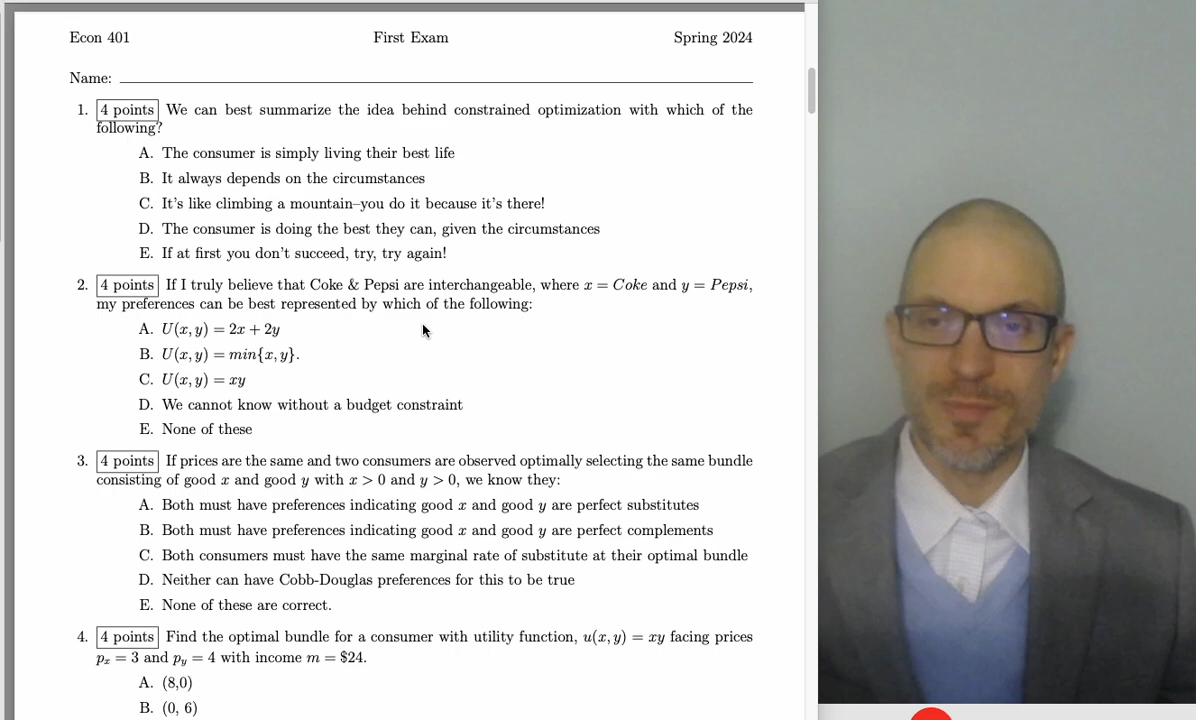 Econ 401 First Exam Spring 2024
Name:
1. 4 points We can best summarize the idea behind constrained optimization with which of the
following?
A. The consumer is simply living their best life
B. It always depends on the circumstances
C. It's like climbing a mountain–you do it because it's there!
D. The consumer is doing the best they can, given the circumstances
E. If at first you don't succeed, try, try again!
2. 4 points If I truly believe that Coke & Pepsi are interchangeable, where x = Coke and y = Pepsi,
my preferences can be best represented by which of the following:
A. U(x, y) = 2x + 2y
B. U(x, y) = min{x, y}.
C. U(x, y) = xy
D. We cannot know without a budget constraint
E. None of these
3. 4 points If prices are the same and two consumers are observed optimally selecting the same bundle
consisting of good x and good y with x > 0 and y > 0, we know they:
A. Both must have preferences indicating good x and good y are perfect substitutes
B. Both must have preferences indicating good x and good y are perfect complements
C. Both consumers must have the same marginal rate of substitute at their optimal bundle
D. Neither can have Cobb-Douglas preferences for this to be true
E. None of these are correct.
4. 4 points Find the optimal bundle for a consumer with utility function, u(x, y) = xy facing prices
pₓ = 3 and p_y = 4 with income m = $24.
A. (8,0)
B. (0, 6)